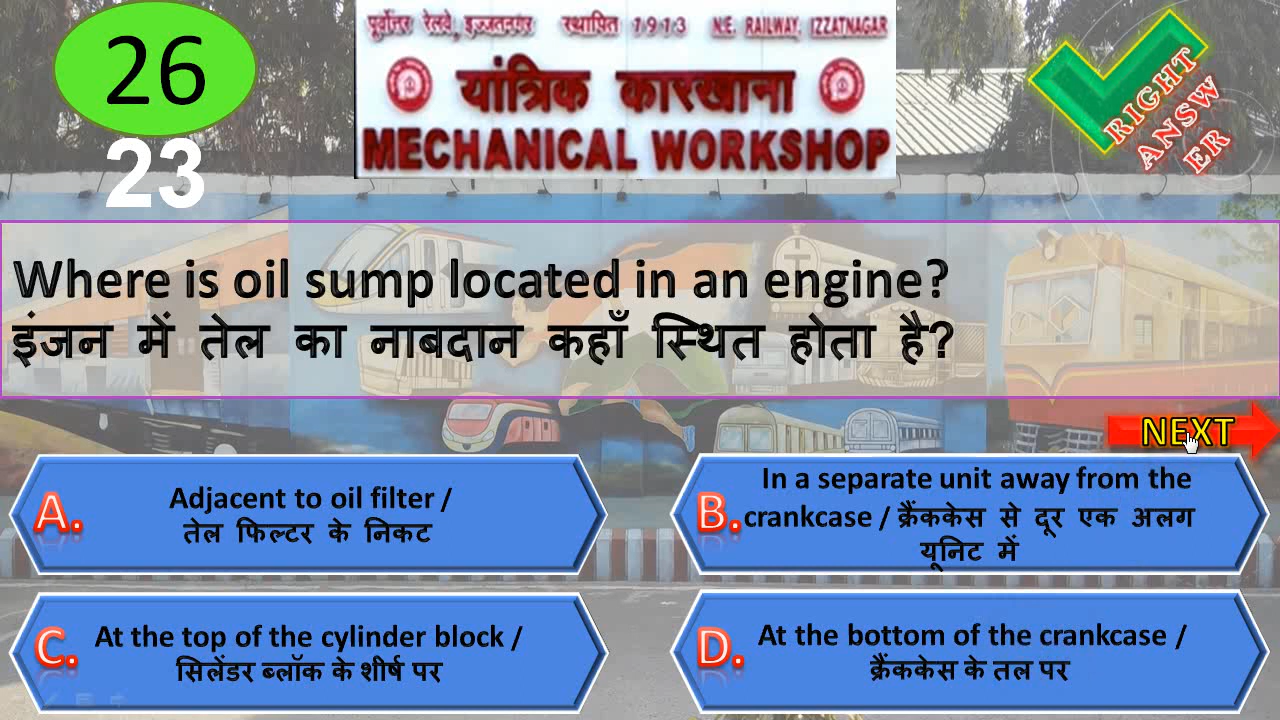 26
23
पूर्वोत्तर रेलवे, इज्जतनगर स्थापित 1913 N.E. RAILWAY, IZZATNAGAR
यांत्रिक कारखाना
MECHANICAL WORKSHOP
RIGHT
ANSW
ER
Where is oil sump located in an engine?
इंजन में तेल का नाबदान कहाँ स्थित होता है?
NEXT
A. Adjacent to oil filter /
तेल फिल्टर के निकट
B. In a separate unit away from the
crankcase / क्रैंककेस से दूर एक अलग
यूनिट में
C. At the top of the cylinder block /
सिलेंडर ब्लॉक के शीर्ष पर
D. At the bottom of the crankcase /
क्रैंककेस के तल पर